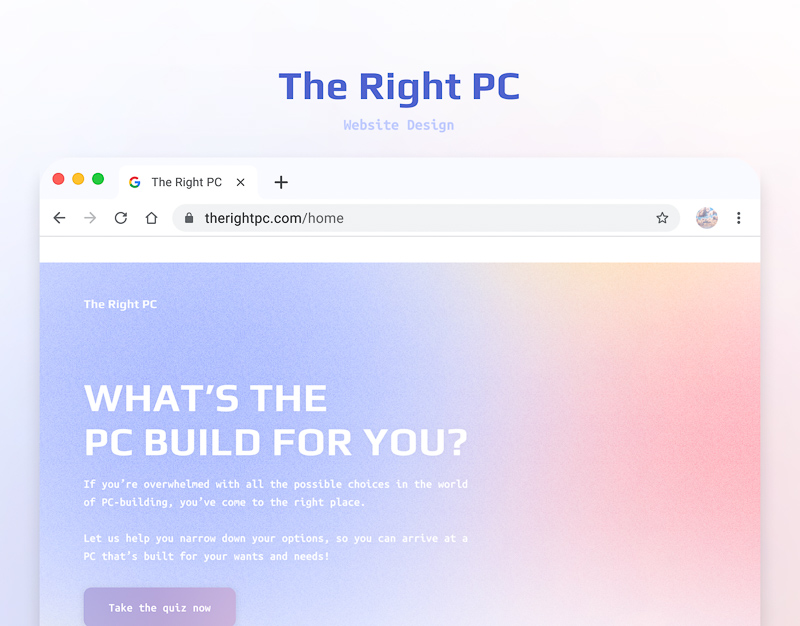 The Right PC
Website Design
The Right PC
therightpc.com/home
The Right PC
WHAT’S THE
PC BUILD FOR YOU?
If you’re overwhelmed with all the possible choices in the world
of PC-building, you’ve come to the right place.
Let us help you narrow down your options, so you can arrive at a
PC that’s built for your wants and needs!
Take the quiz now